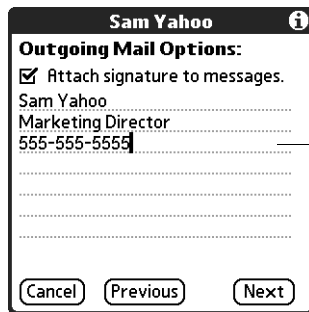 Sam Yahoo
Outgoing Mail Options:
Attach signature to messages.
Sam Yahoo
Marketing Director
555-555-5555
Cancel Previous Next